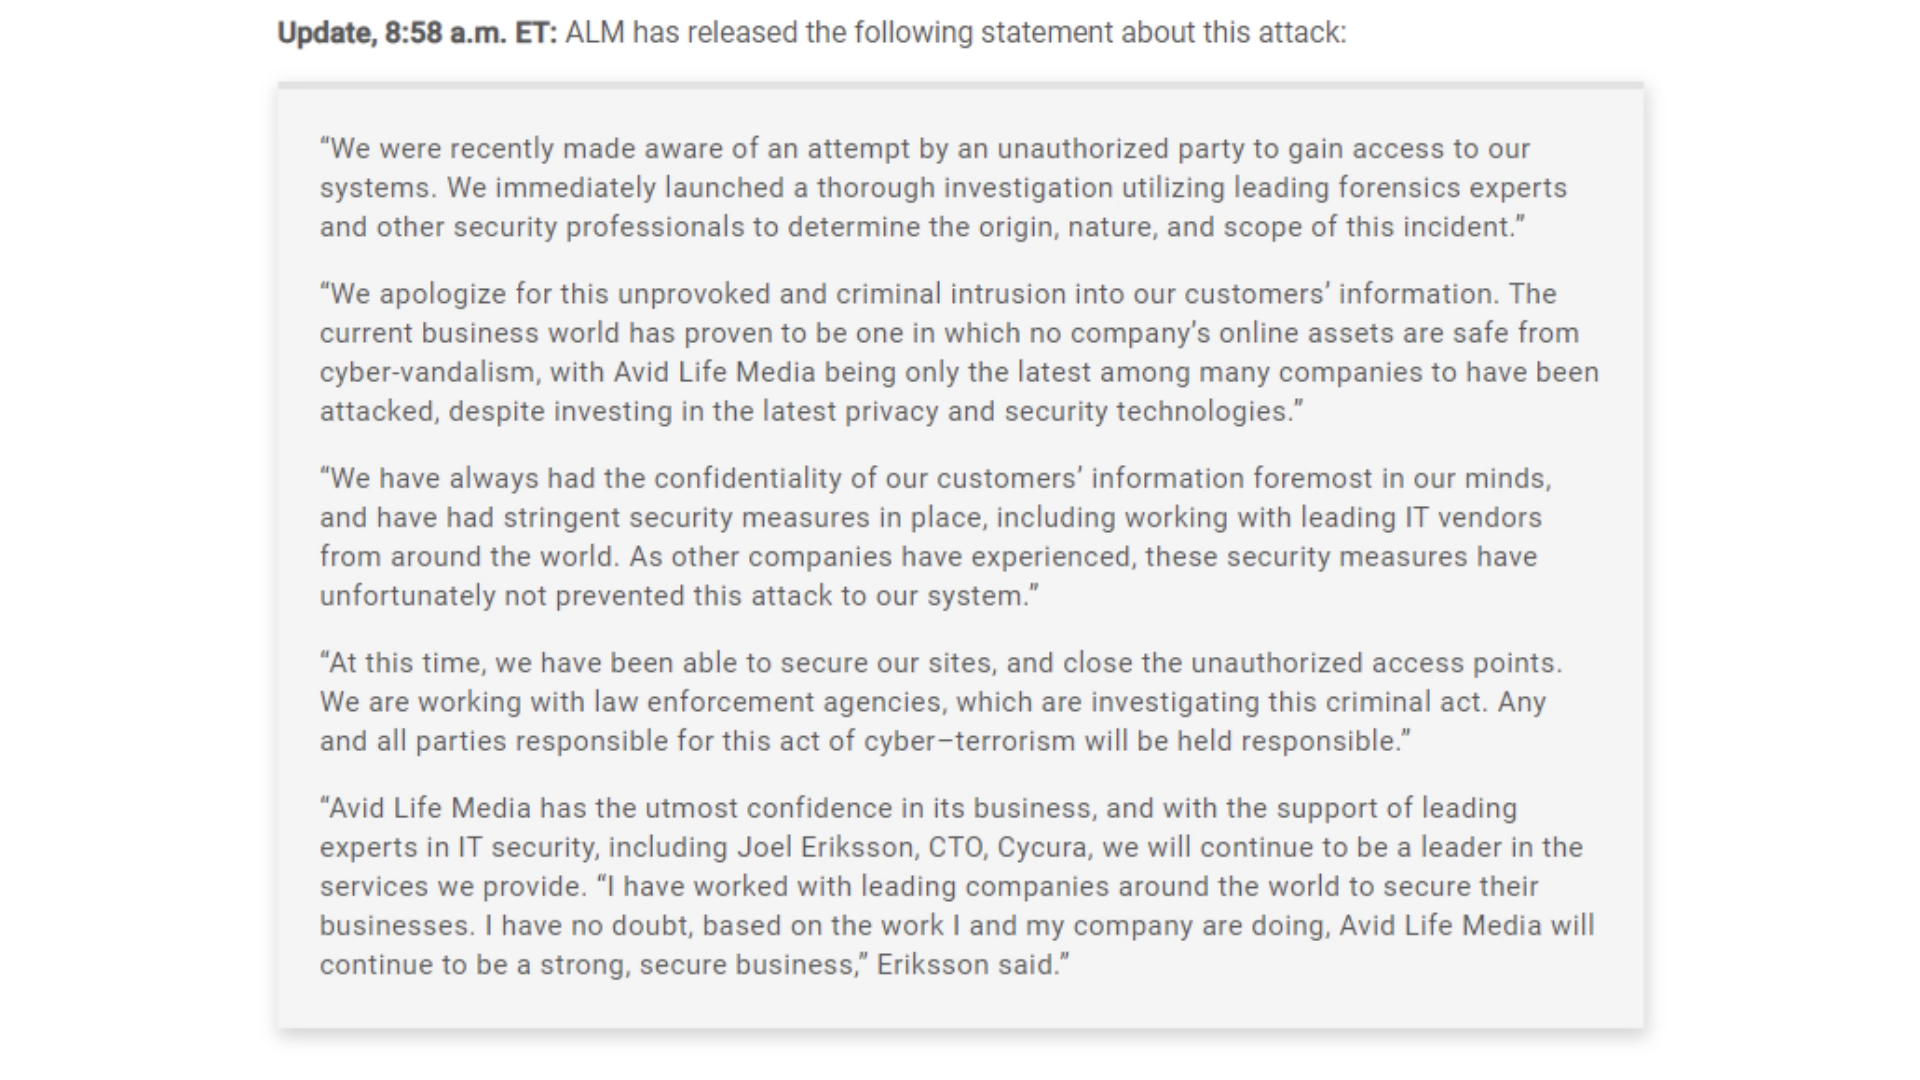 Update, 8:58 a.m. ET: ALM has released the following statement about this attack:
“We were recently made aware of an attempt by an unauthorized party to gain access to our
systems. We immediately launched a thorough investigation utilizing leading forensics experts
and other security professionals to determine the origin, nature, and scope of this incident.”
“We apologize for this unprovoked and criminal intrusion into our customers’ information. The
current business world has proven to be one in which no company’s online assets are safe from
cyber-vandalism, with Avid Life Media being only the latest among many companies to have been
attacked, despite investing in the latest privacy and security technologies.”
“We have always had the confidentiality of our customers’ information foremost in our minds,
and have had stringent security measures in place, including working with leading IT vendors
from around the world. As other companies have experienced, these security measures have
unfortunately not prevented this attack to our system.”
“At this time, we have been able to secure our sites, and close the unauthorized access points.
We are working with law enforcement agencies, which are investigating this criminal act. Any
and all parties responsible for this act of cyber–terrorism will be held responsible.”
“Avid Life Media has the utmost confidence in its business, and with the support of leading
experts in IT security, including Joel Eriksson, CTO, Cycura, we will continue to be a leader in the
services we provide. “I have worked with leading companies around the world to secure their
businesses. I have no doubt, based on the work I and my company are doing, Avid Life Media will
continue to be a strong, secure business,” Eriksson said.”